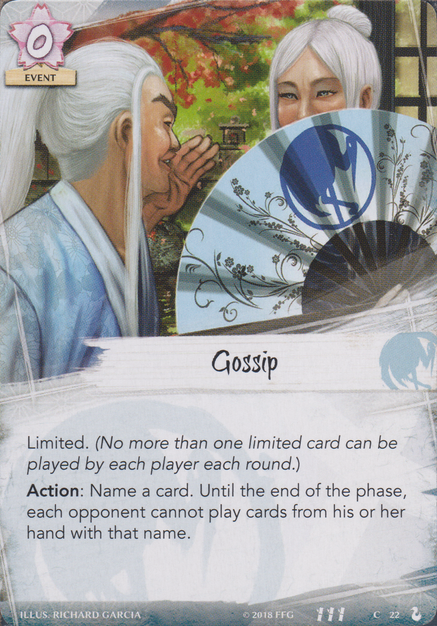 0
EVENT
Gossip
Limited. (No more than one limited card can be
played by each player each round.)
Action: Name a card. Until the end of the phase,
each opponent cannot play cards from his or her
hand with that name.
ILLUS. RICHARD GARCIA © 2018 FFG C 22